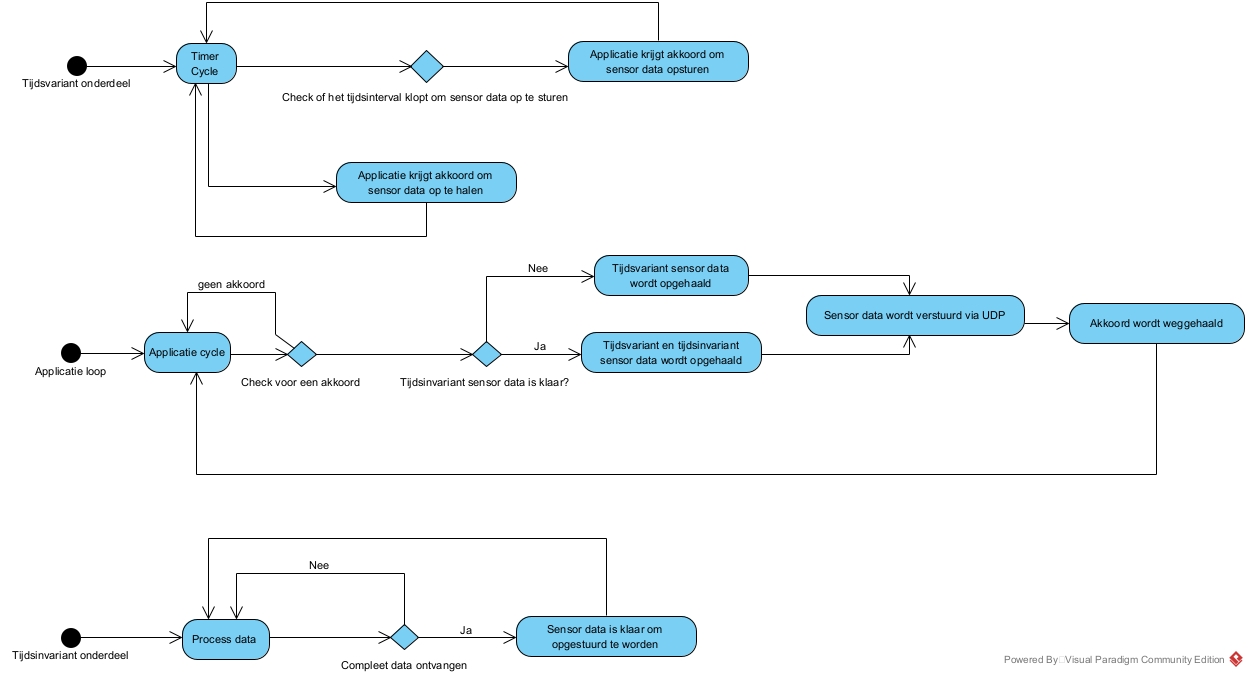 Timer
Cycle
Applicatie krijgt akkoord om
sensor data opsturen
Tijdsvariant onderdeel
Check of het tijdsinterval klopt om sensor data op te sturen
Applicatie krijgt akkoord om
sensor data op te halen
Nee
Tijdsvariant sensor data
wordt opgehaald
geen akkoord
Sensor data wordt verstuurd via UDP
Akkoord wordt weggehaald
Applicatie cycle
Ja
Tijdsvariant en tijdsinvariant
sensor data wordt opgehaald
Applicatie loop
Check voor een akkoord
Tijdsinvariant sensor data is klaar?
Nee
Process data
Ja
Sensor data is klaar om
opgestuurd te worden
Tijdsinvariant onderdeel
Compleet data ontvangen
Powered By Visual Paradigm Community Edition